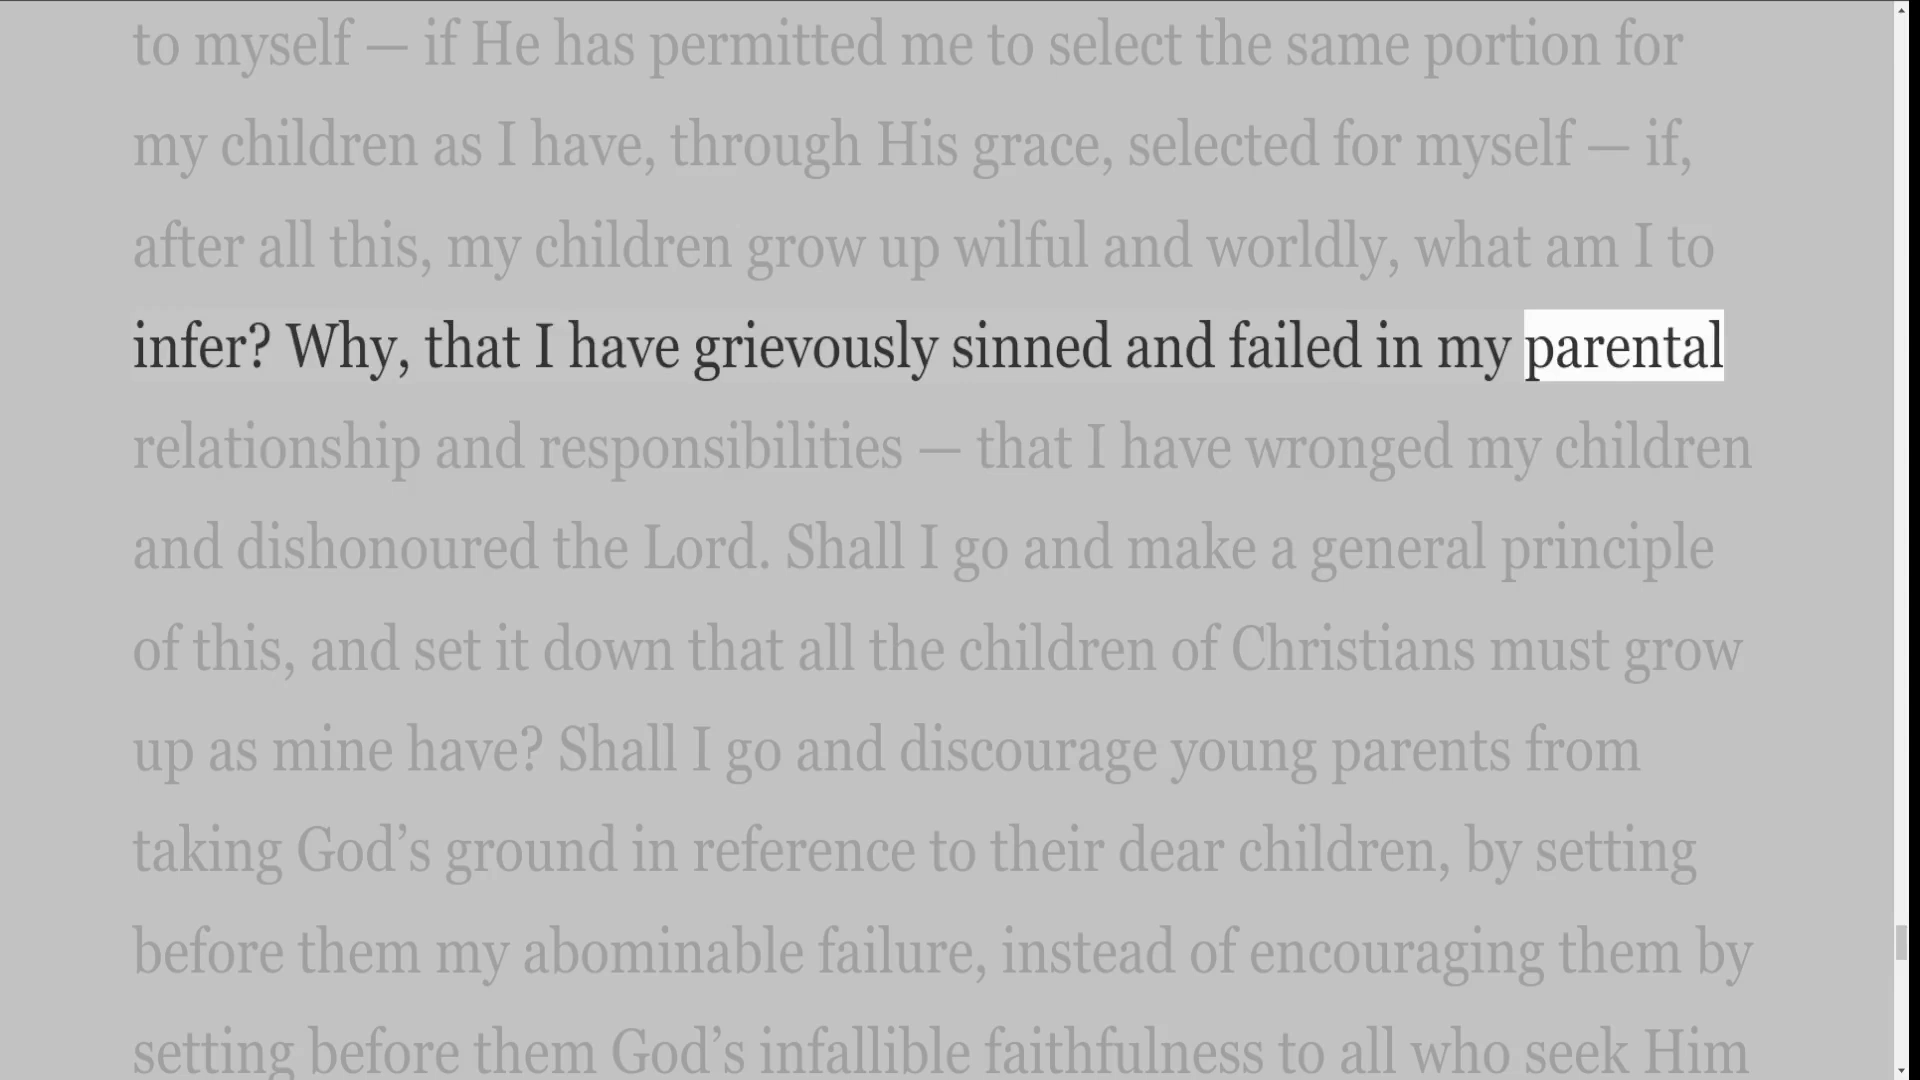 to myself — if He has permitted me to select the same portion for
my children as I have, through His grace, selected for myself — if,
after all this, my children grow up wilful and worldly, what am I to
infer? Why, that I have grievously sinned and failed in my parental
relationship and responsibilities — that I have wronged my children
and dishonoured the Lord. Shall I go and make a general principle
of this, and set it down that all the children of Christians must grow
up as mine have? Shall I go and discourage young parents from
taking God’s ground in reference to their dear children, by setting
before them my abominable failure, instead of encouraging them by
setting before them God’s infallible faithfulness to all who seek Him